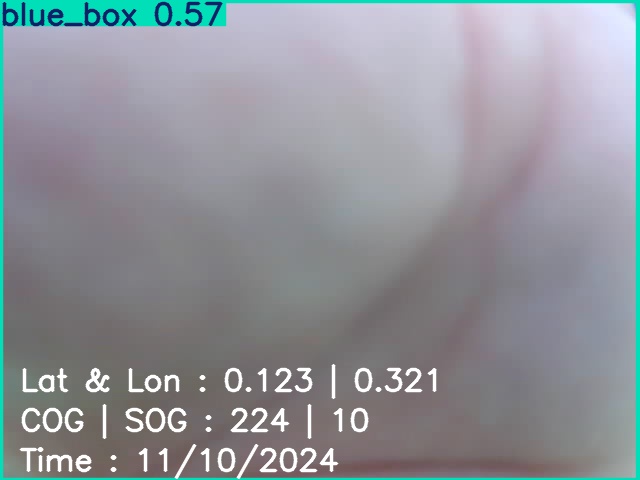 blue_box 0.57
Lat & Lon : 0.123 | 0.321
COG | SOG : 224 | 10
Time : 11/10/2024